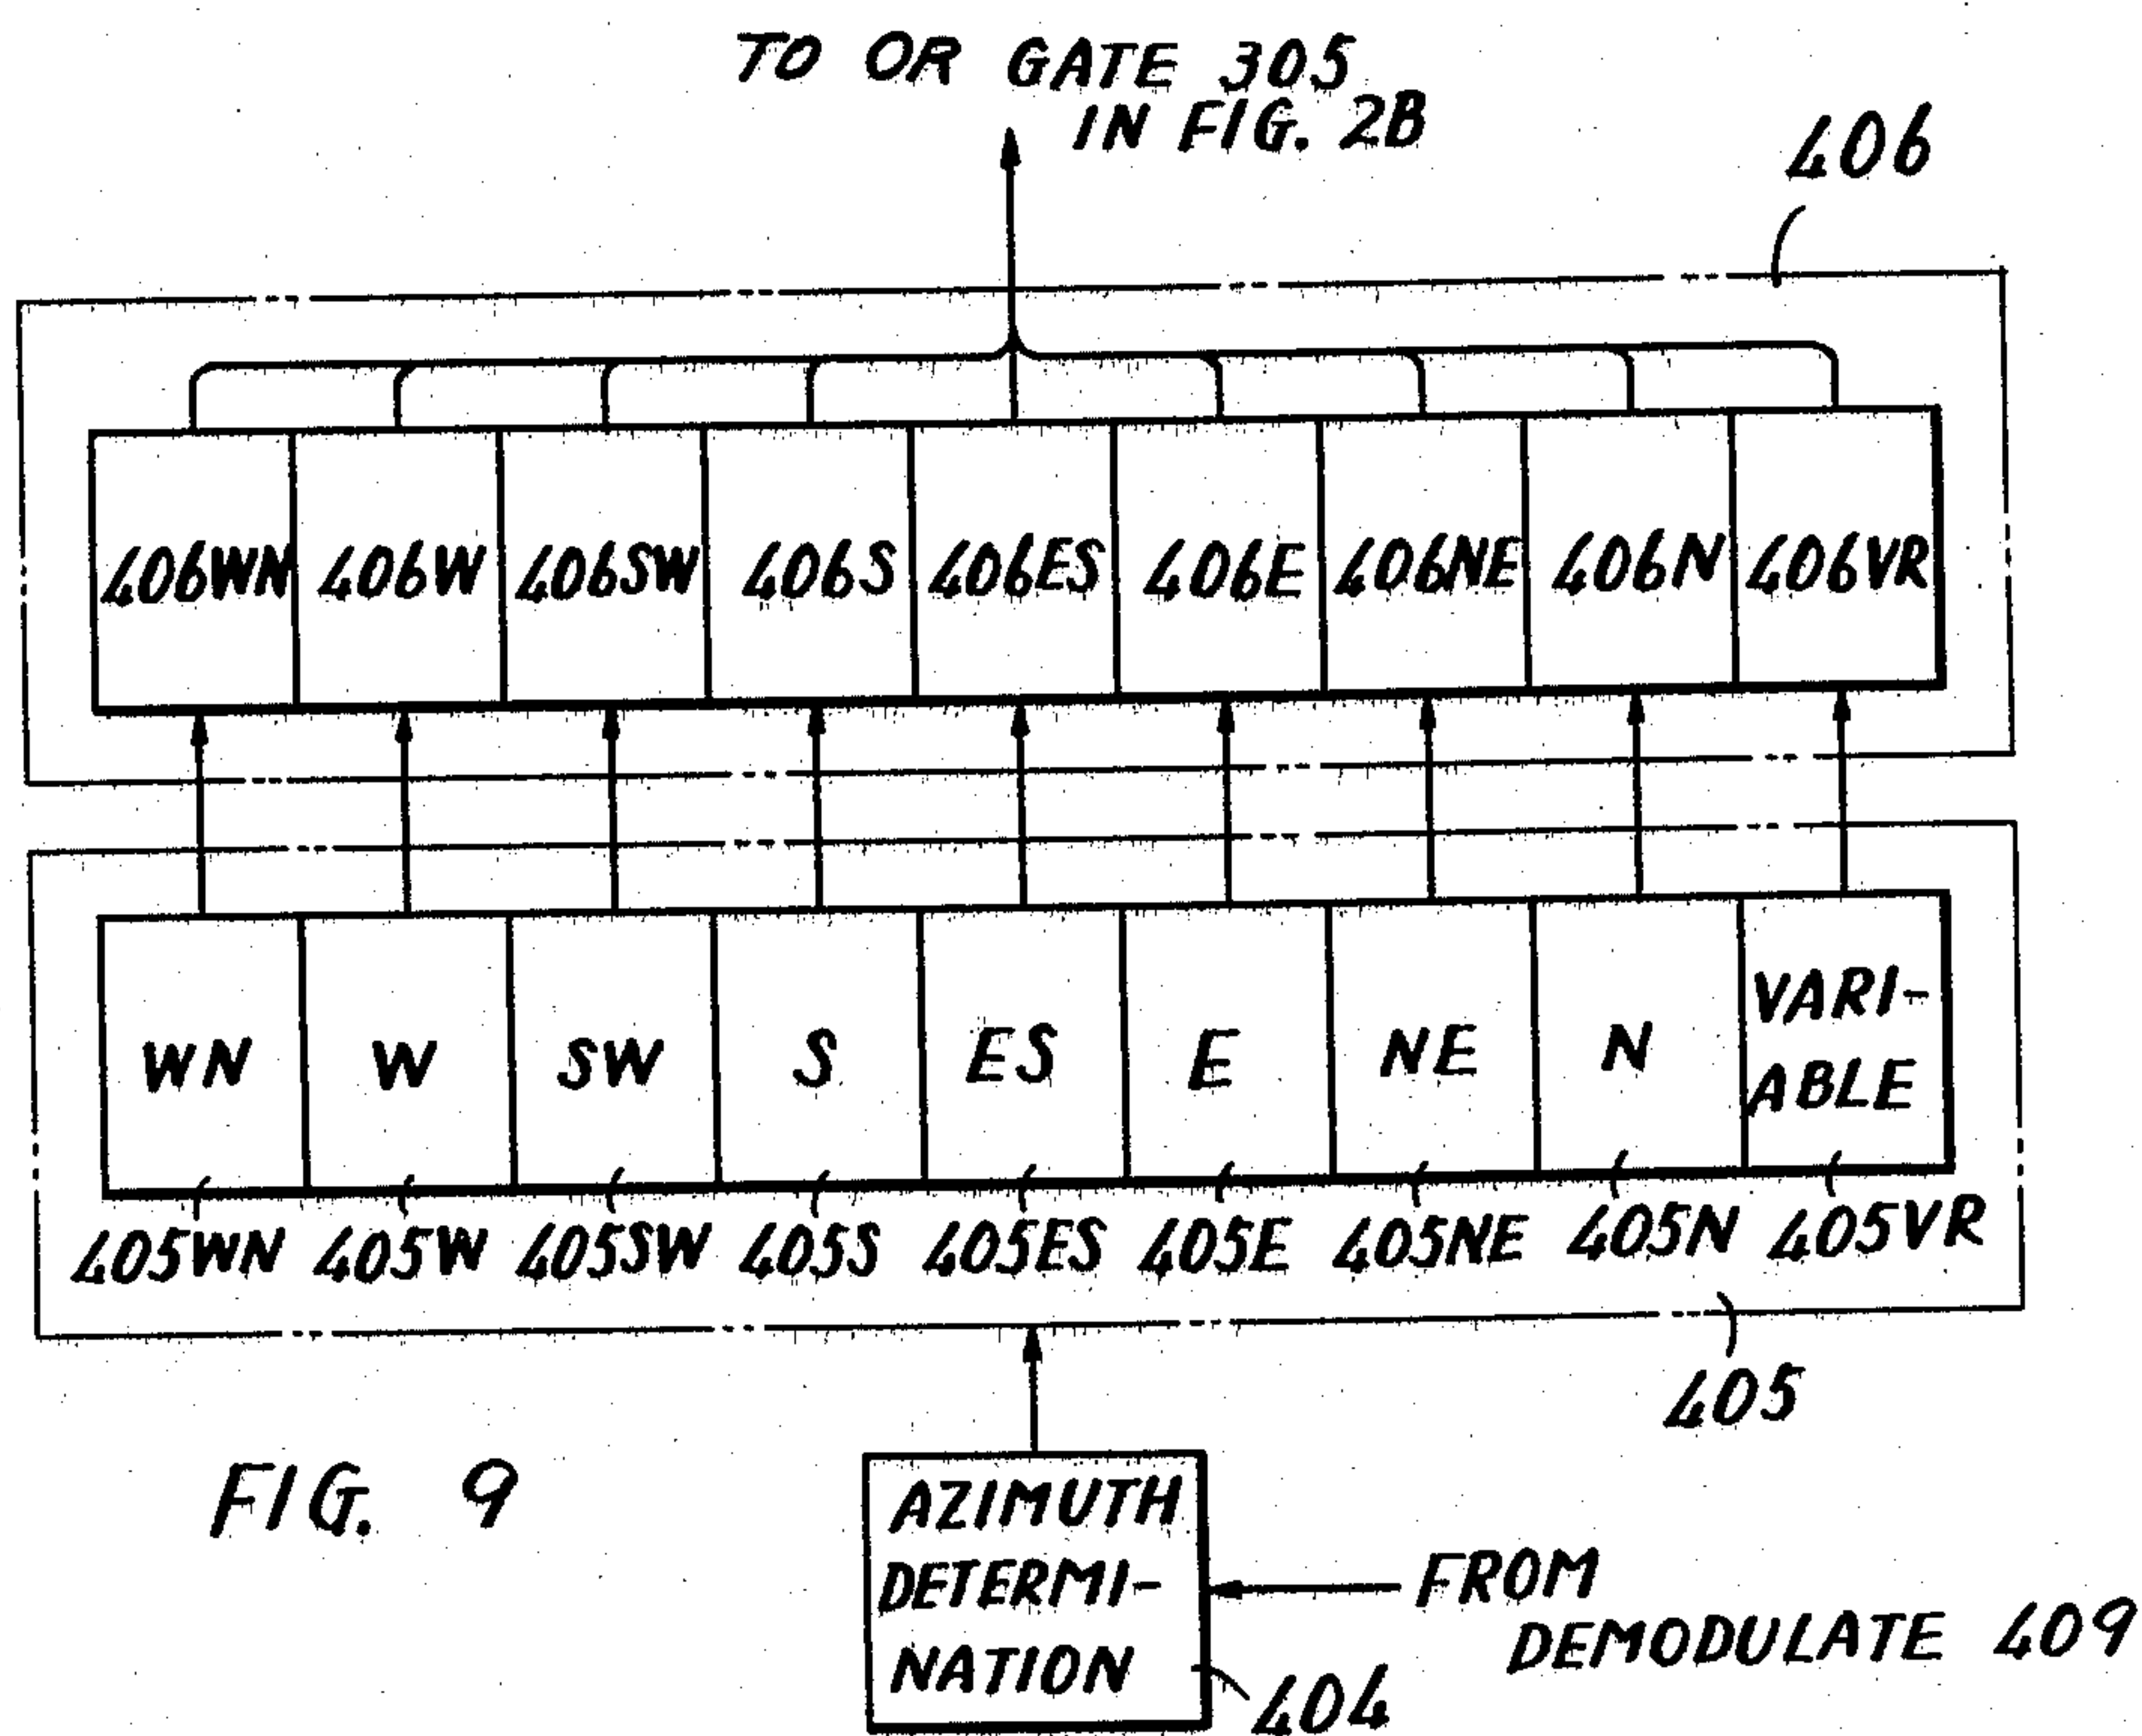 TO OR GATE 305
IN FIG. 2B
406
406WN 406W 406SW 406S 406ES 406E 406NE 406N 406VR
WN W SW S ES E NE N VARI-
ABLE
405WN 405W 405SW 405S 405ES 405E 405NE 405N 405VR
405
FIG. 9
AZIMUTH
DETERMI-
NATION
404
FROM
DEMODULATE 409